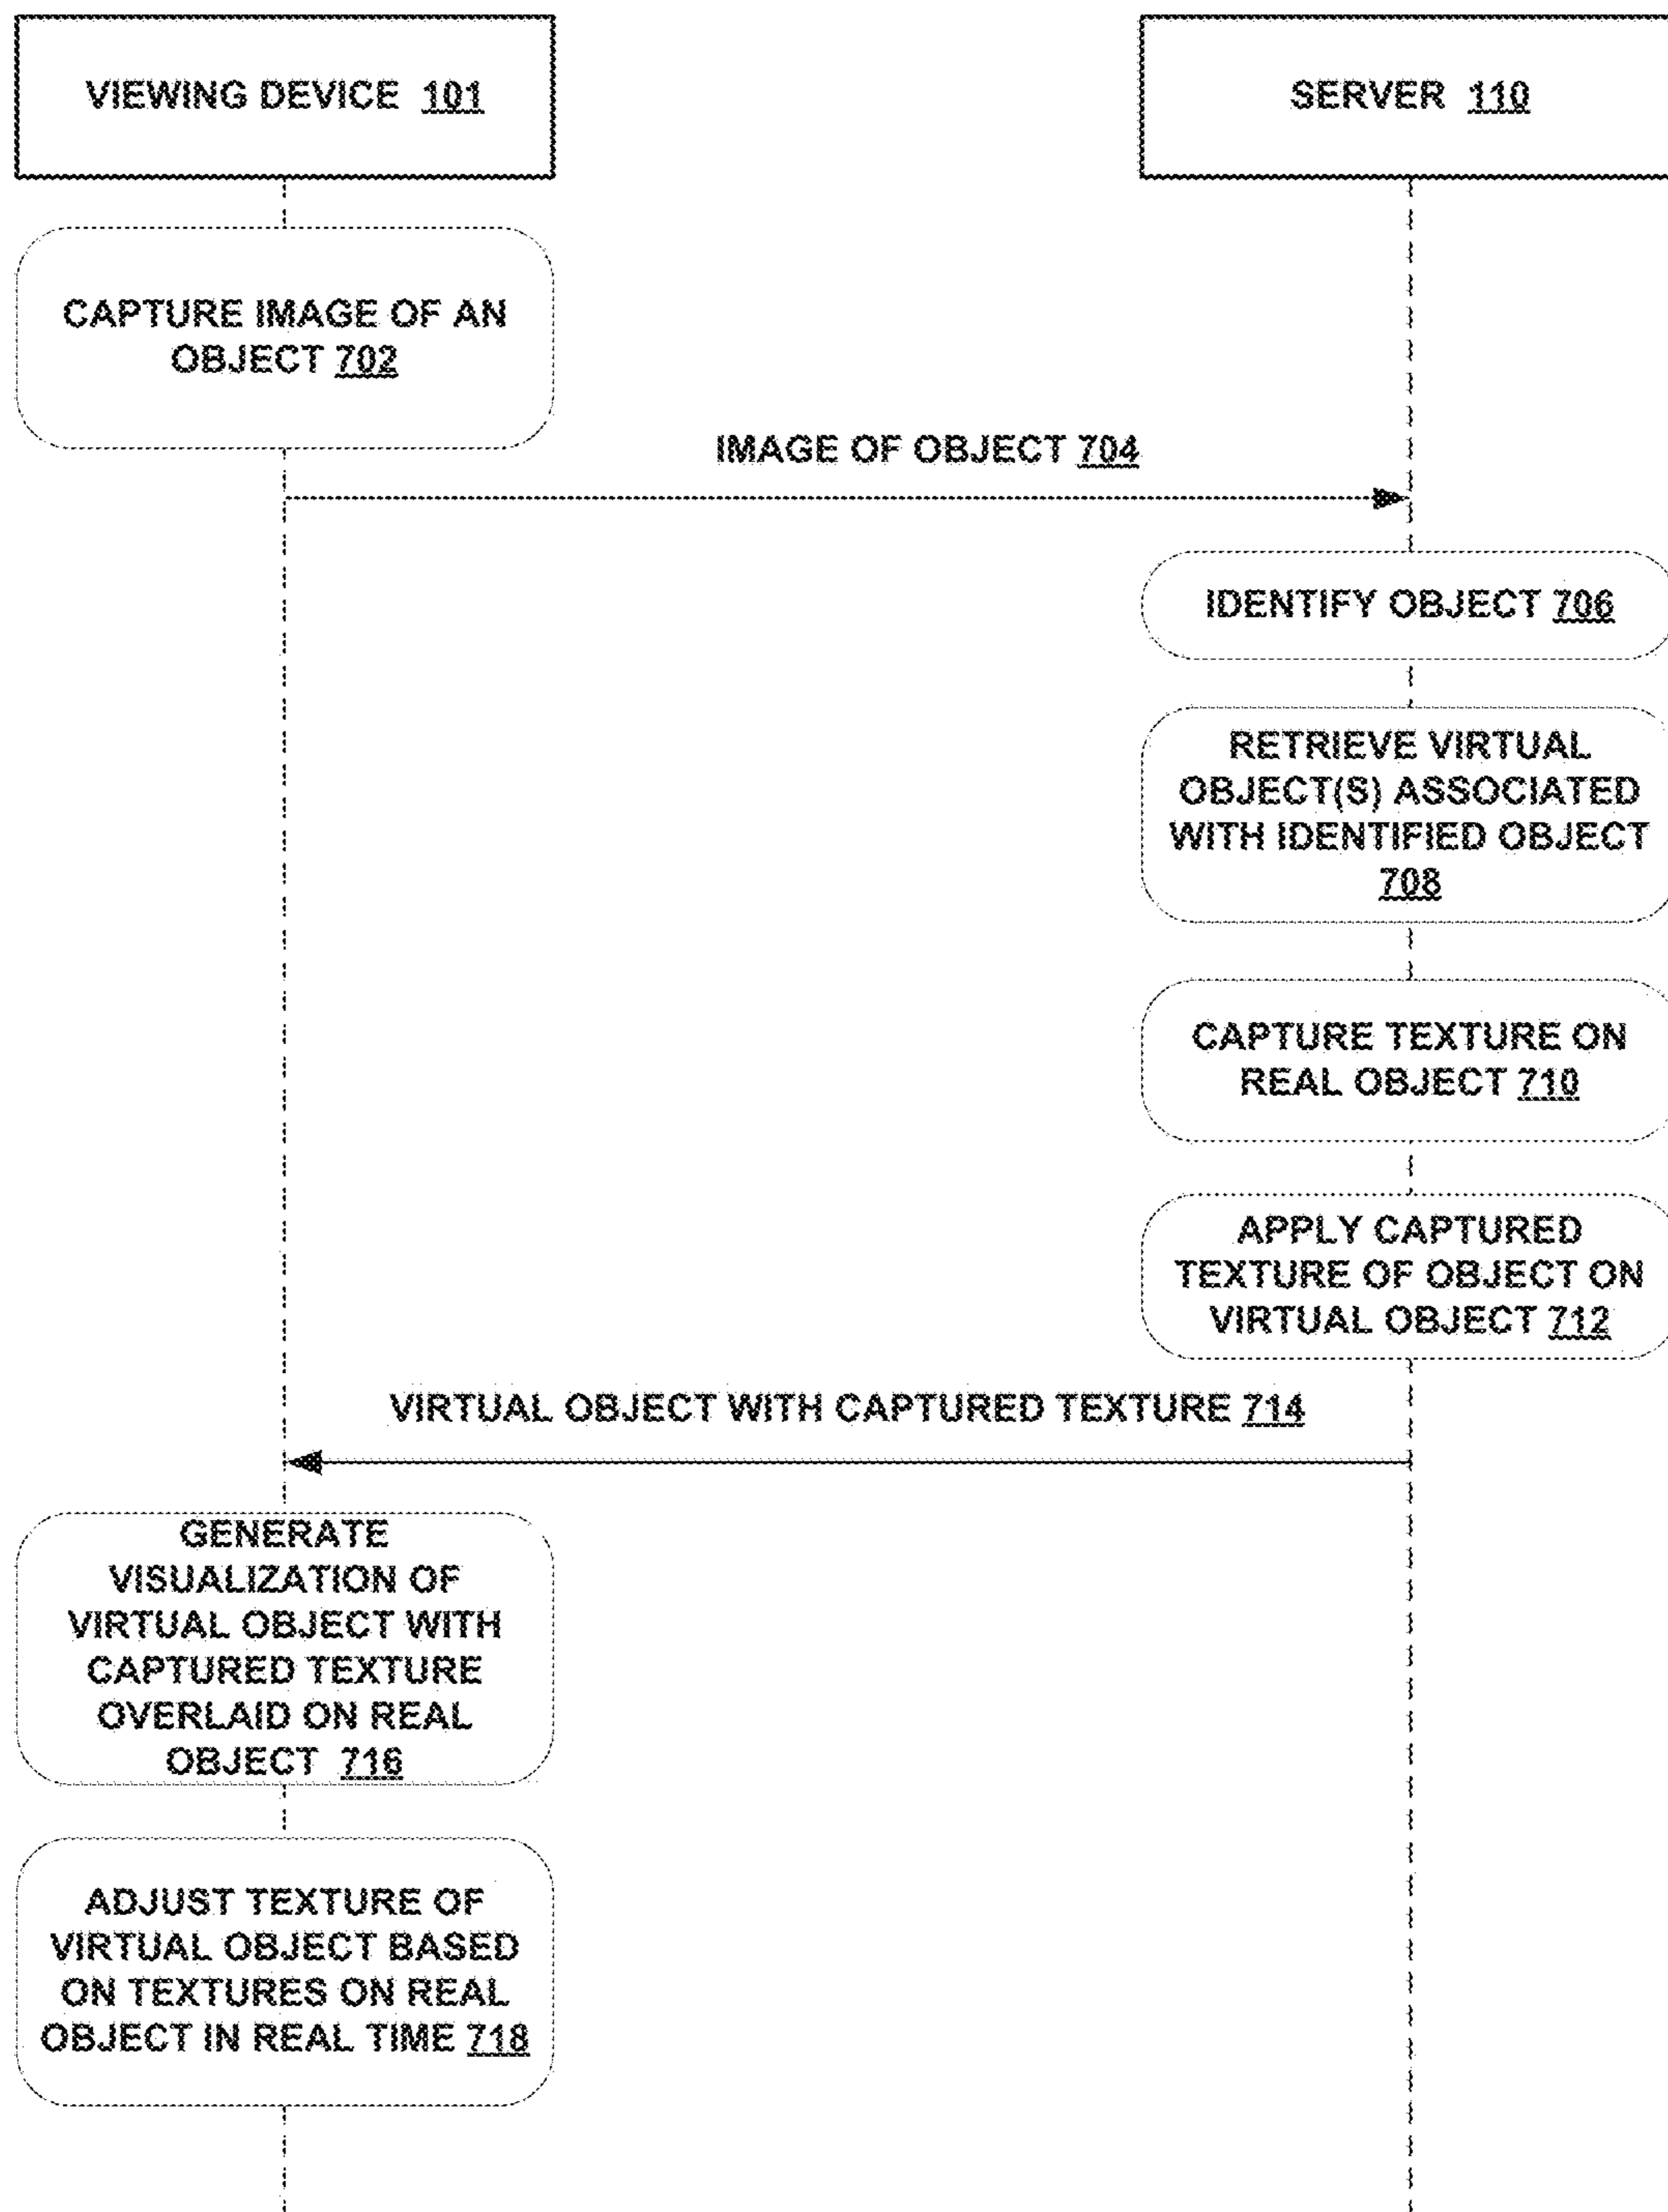 VIEWING DEVICE 101
SERVER 110
CAPTURE IMAGE OF AN
OBJECT 702
IMAGE OF OBJECT 704
IDENTIFY OBJECT 706
RETRIEVE VIRTUAL
OBJECT(S) ASSOCIATED
WITH IDENTIFIED OBJECT
708
CAPTURE TEXTURE ON
REAL OBJECT 710
APPLY CAPTURED
TEXTURE OF OBJECT ON
VIRTUAL OBJECT 712
VIRTUAL OBJECT WITH CAPTURED TEXTURE 714
GENERATE
VISUALIZATION OF
VIRTUAL OBJECT WITH
CAPTURED TEXTURE
OVERLAID ON REAL
OBJECT 716
ADJUST TEXTURE OF
VIRTUAL OBJECT BASED
ON TEXTURES ON REAL
OBJECT IN REAL TIME 718